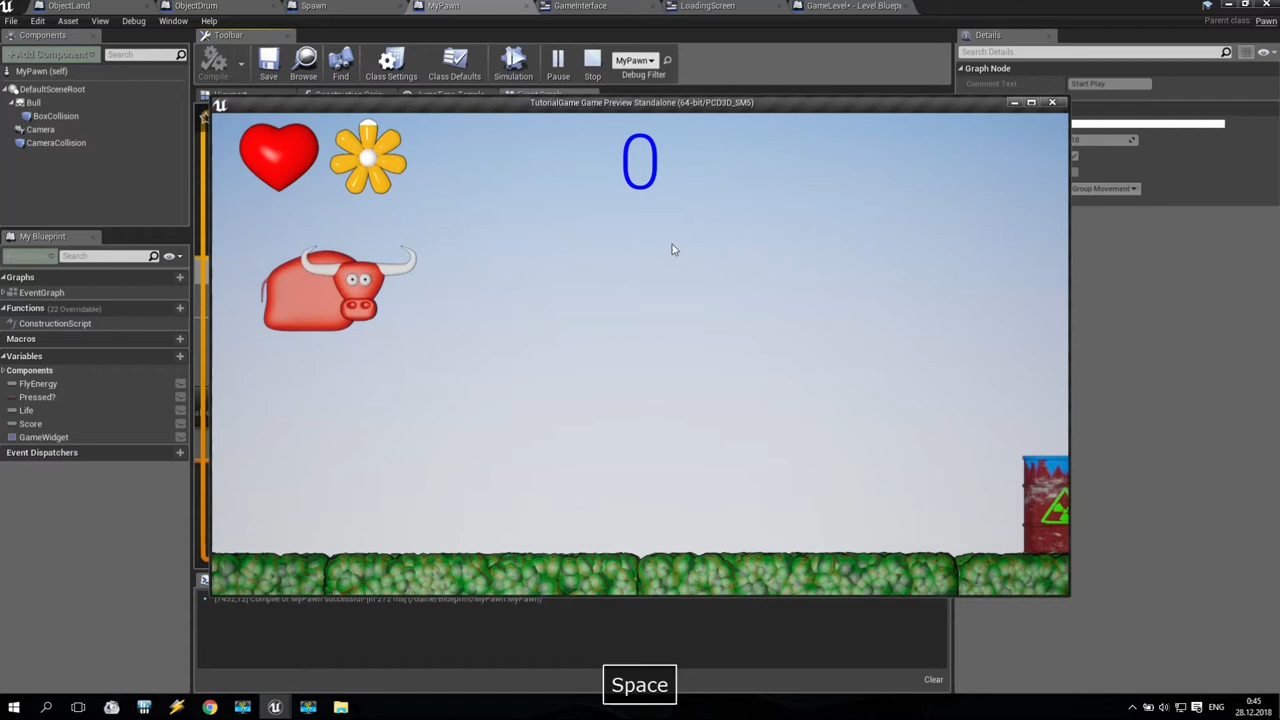 ObjectLand
ObjectDrum
Spawn
MyPawn
GameInterface
LoadingScreen
GameLevel• - Level Bluepi
File Edit Asset View Debug Window Help
Parent class: Pawn
Components
Toolbar
Details
+Add Component
Search
Compile
Save
Browse
Find
Class Settings
Class Defaults
Simulation
Pause
Stop
MyPawn
Debug Filter
Search Details
MyPawn (self)
Graph Node
Comment Text
Start Play
DefaultSceneRoot
Bull
BoxCollision
Camera
CameraCollision
TutorialGame Game Preview Standalone (64-bit/PCD3D_SM5)
0
Group Movement
My Blueprint
Search
Graphs
EventGraph
Functions (22 Overridable)
ConstructionScript
Macros
Variables
Components
FlyEnergy
Pressed?
Life
Score
GameWidget
Event Dispatchers
Space
Clear
ENG
0:45
28.12.2018